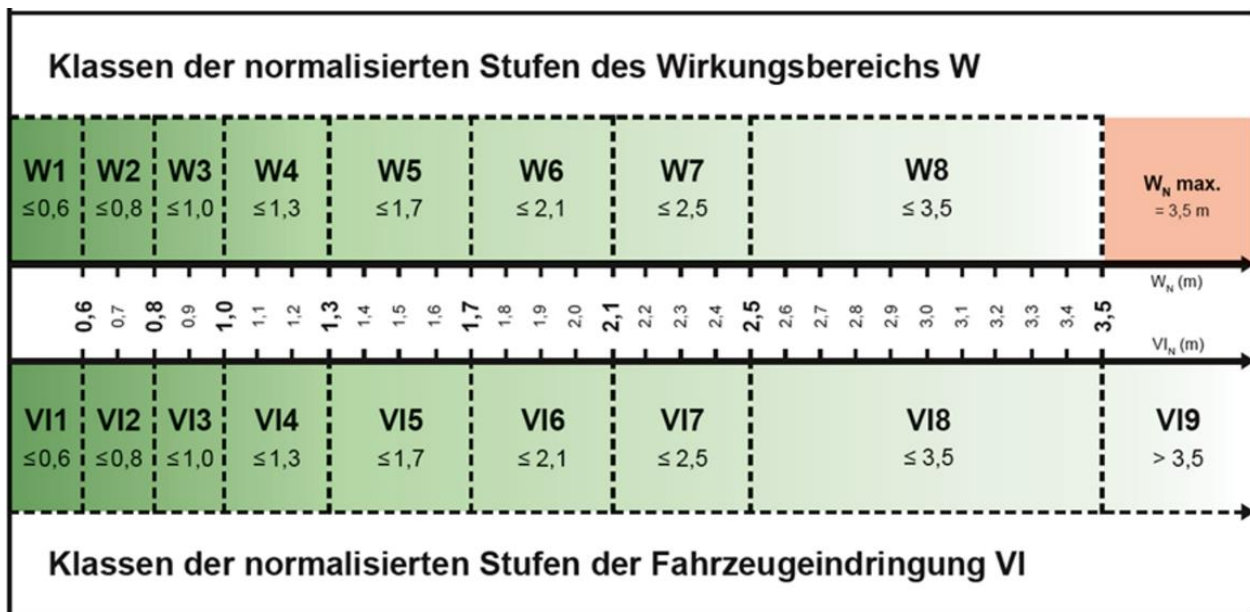 Klassen der normalisierten Stufen des Wirkungsbereichs W
W1 W2 W3 W4 W5 W6 W7 W8 W_N max.
≤0,6 ≤0,8 ≤1,0 ≤1,3 ≤1,7 ≤2,1 ≤2,5 ≤ 3,5 = 3,5 m
W_N (m)
0,6 0,7 0,8 0,9 1,0 1,1 1,2 1,3 1,4 1,5 1,6 1,7 1,8 1,9 2,0 2,1 2,2 2,3 2,4 2,5 2,6 2,7 2,8 2,9 3,0 3,1 3,2 3,3 3,4 3,5
VI_N (m)
VI1 VI2 VI3 VI4 VI5 VI6 VI7 VI8 VI9
≤0,6 ≤0,8 ≤1,0 ≤1,3 ≤1,7 ≤2,1 ≤2,5 ≤ 3,5 > 3,5
Klassen der normalisierten Stufen der Fahrzeugeindringung VI